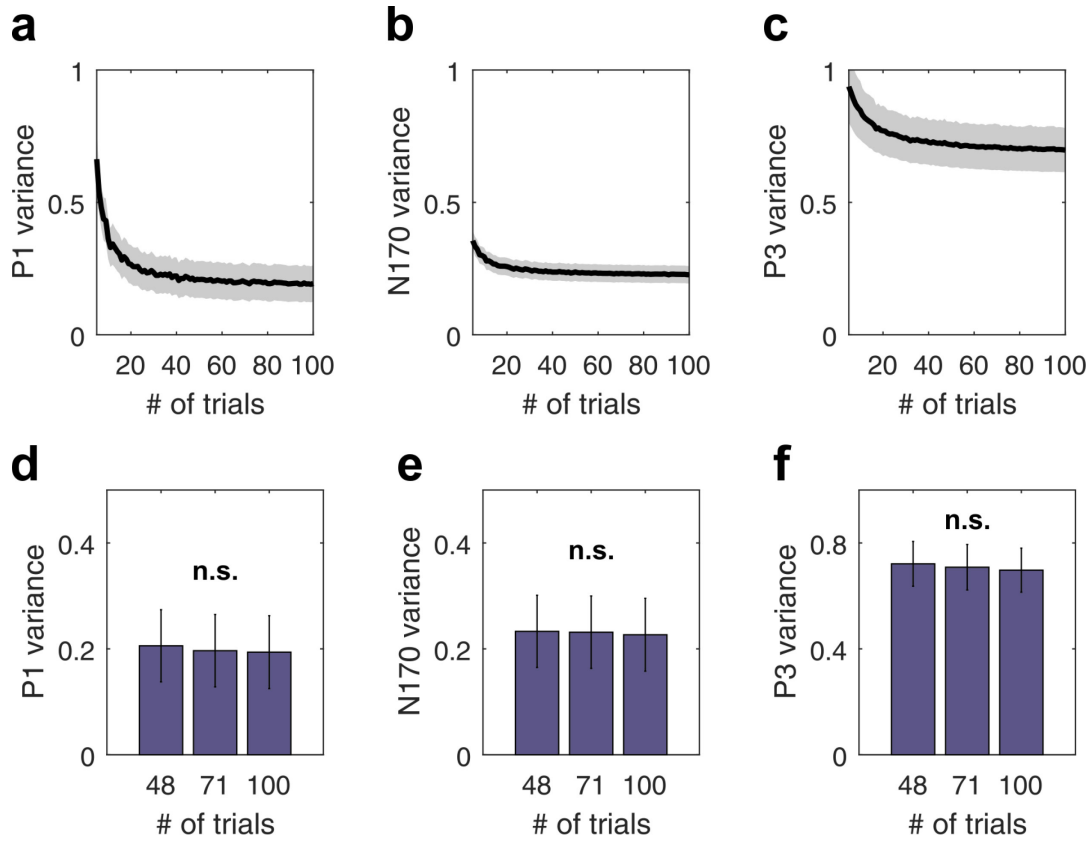 a
P1 variance
1
0.5
0
20 40 60 80 100
# of trials
b
N170 variance
1
0.5
0
20 40 60 80 100
# of trials
c
P3 variance
1
0.5
0
20 40 60 80 100
# of trials
d
P1 variance
0.4
0.2
0
n.s.
48 71 100
# of trials
e
N170 variance
0.4
0.2
0
n.s.
48 71 100
# of trials
f
P3 variance
0.8
0.4
0
n.s.
48 71 100
# of trials